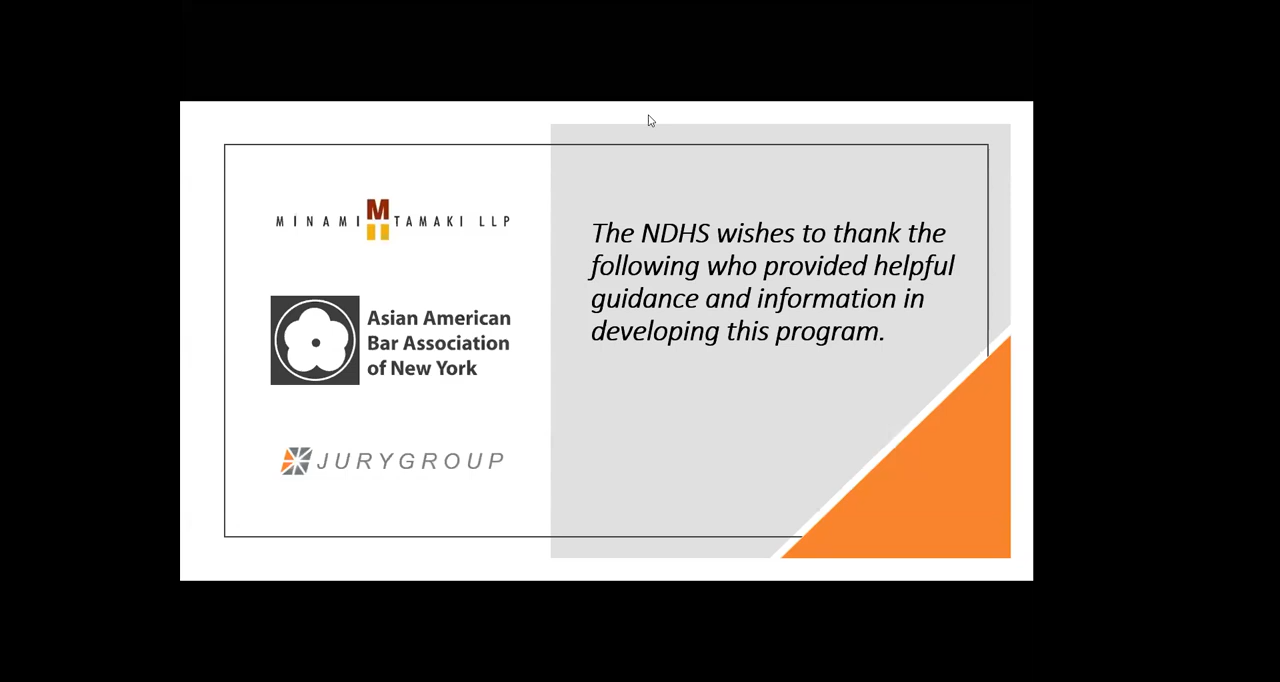 MINAMI TAMAKI LLP
M
Asian American
Bar Association
of New York
JURYGROUP
The NDHS wishes to thank the
following who provided helpful
guidance and information in
developing this program.